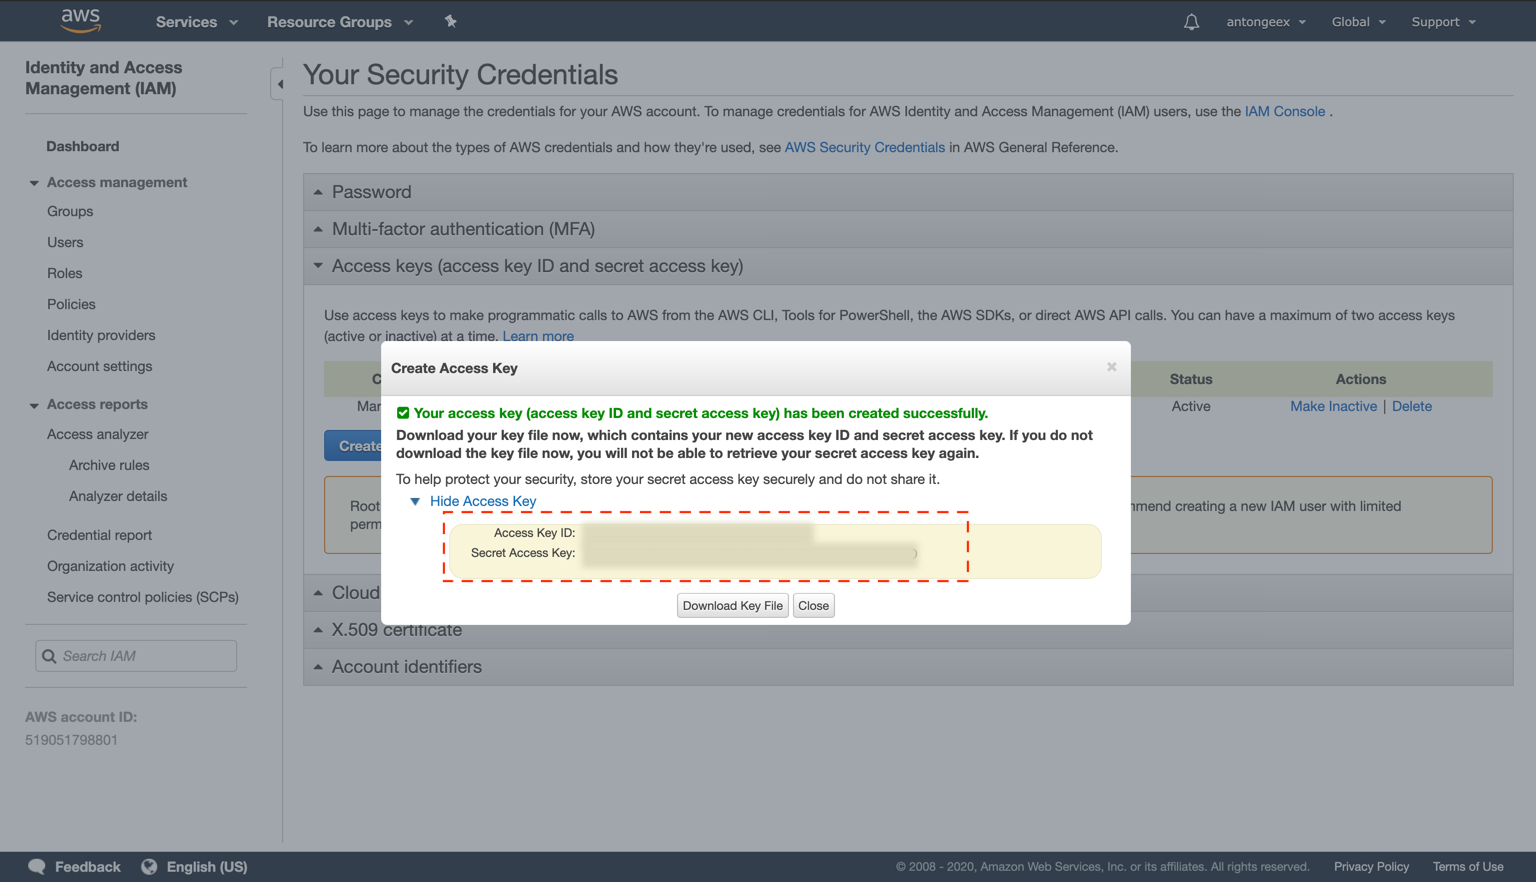 aws
Services
Resource Groups
antongeex
Global
Support
Identity and Access
Management (IAM)
Dashboard
Access management
Groups
Users
Roles
Policies
Identity providers
Account settings
Access reports
Access analyzer
Archive rules
Analyzer details
Credential report
Organization activity
Service control policies (SCPs)
Search IAM
AWS account ID:
519051798801
Your Security Credentials
Use this page to manage the credentials for your AWS account. To manage credentials for AWS Identity and Access Management (IAM) users, use the IAM Console .
To learn more about the types of AWS credentials and how they're used, see AWS Security Credentials in AWS General Reference.
Password
Multi-factor authentication (MFA)
Access keys (access key ID and secret access key)
Use access keys to make programmatic calls to AWS from the AWS CLI, Tools for PowerShell, the AWS SDKs, or direct AWS API calls. You can have a maximum of two access keys
(active or inactive) at a time. Learn more
Status
Actions
Active
Make Inactive | Delete
Create
Root
mend creating a new IAM user with limited
perm
Create Access Key
Your access key (access key ID and secret access key) has been created successfully.
Download your key file now, which contains your new access key ID and secret access key. If you do not
download the key file now, you will not be able to retrieve your secret access key again.
To help protect your security, store your secret access key securely and do not share it.
Hide Access Key
Access Key ID:
Secret Access Key:
Download Key File
Close
Cloud
X.509 certificate
Account identifiers
Feedback
English (US)
© 2008 - 2020, Amazon Web Services, Inc. or its affiliates. All rights reserved.
Privacy Policy
Terms of Use